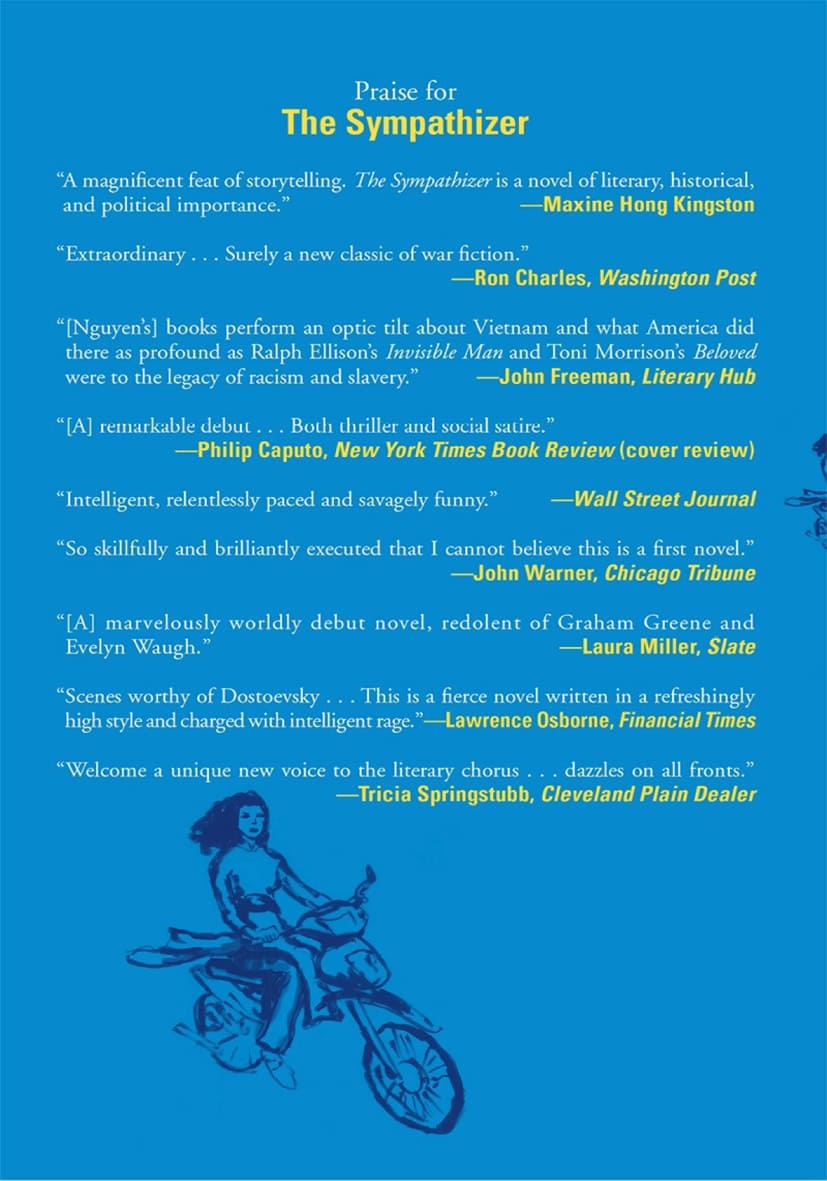 Praise for
The Sympathizer
“A magnificent feat of storytelling. The Sympathizer is a novel of literary, historical,
and political importance.” —Maxine Hong Kingston
“Extraordinary . . . Surely a new classic of war fiction.”
—Ron Charles, Washington Post
“[Nguyen’s] books perform an optic tilt about Vietnam and what America did
there as profound as Ralph Ellison’s Invisible Man and Toni Morrison’s Beloved
were to the legacy of racism and slavery.” —John Freeman, Literary Hub
“[A] remarkable debut . . . Both thriller and social satire.”
—Philip Caputo, New York Times Book Review (cover review)
“Intelligent, relentlessly paced and savagely funny.” —Wall Street Journal
“So skillfully and brilliantly executed that I cannot believe this is a first novel.”
—John Warner, Chicago Tribune
“[A] marvelously worldly debut novel, redolent of Graham Greene and
Evelyn Waugh.” —Laura Miller, Slate
“Scenes worthy of Dostoevsky . . . This is a fierce novel written in a refreshingly
high style and charged with intelligent rage.”—Lawrence Osborne, Financial Times
“Welcome a unique new voice to the literary chorus . . . dazzles on all fronts.”
—Tricia Springstubb, Cleveland Plain Dealer